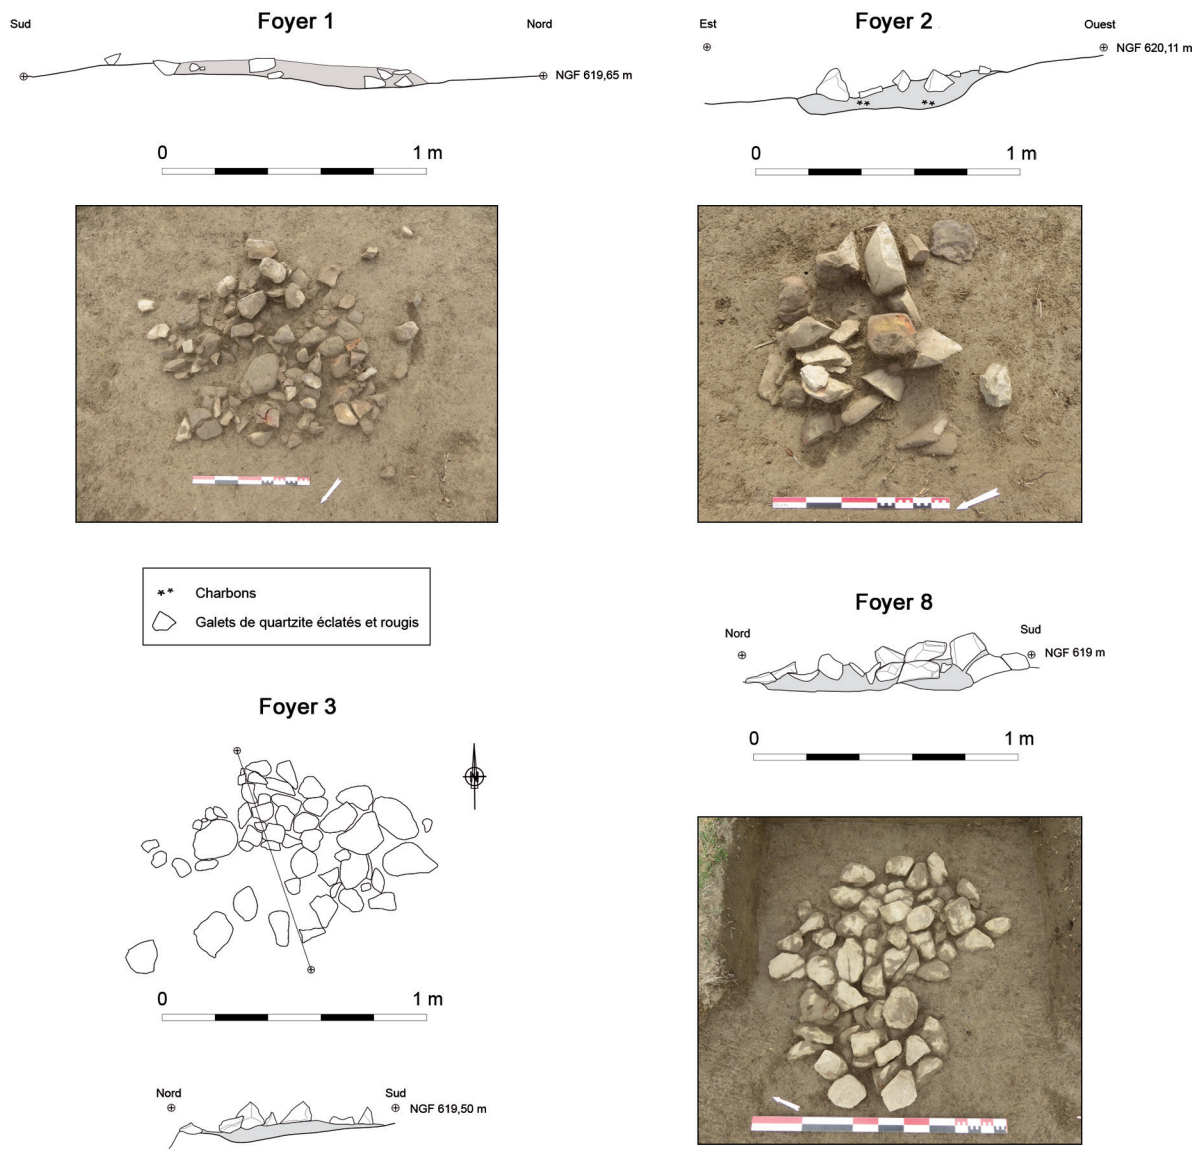 Foyer 1
Sud
Nord
NGF 619,65 m
0
1 m
Foyer 2
Est
Ouest
NGF 620,11 m
0
1 m
Charbons
Galets de quartzite éclatés et rougis
Foyer 3
N
0
1 m
Nord
Sud
NGF 619,50 m
Foyer 8
Nord
Sud
NGF 619 m
0
1 m